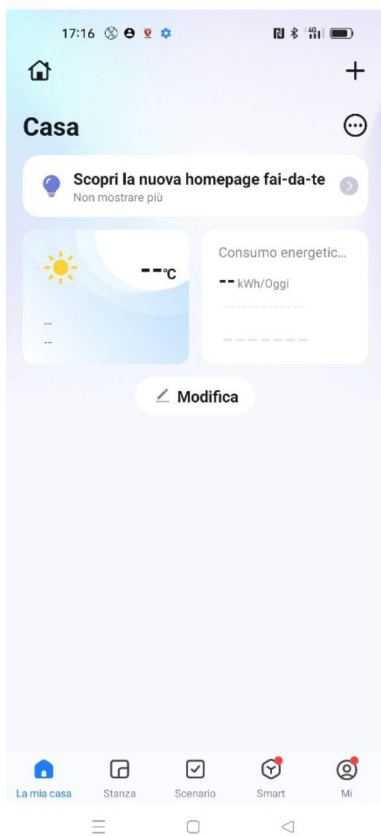 17:16
4G
Casa
Scopri la nuova homepage fai-da-te
Non mostrare più
--°C
--
--
Consumo energetic...
-- kWh/Oggi
Modifica
La mia casa
Stanza
Scenario
Smart
Mi